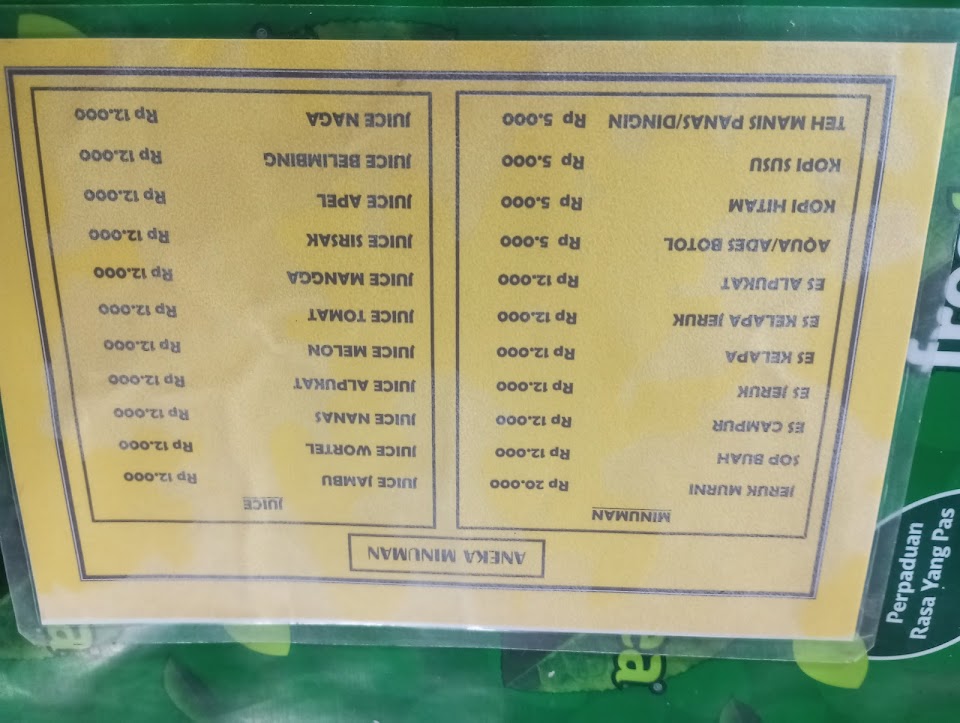 ANEKA MINUMAN
MINUMAN
JERUK MURNI Rp 20.000
SOP BUAH Rp 12.000
ES CAMPUR Rp 12.000
ES JERUK Rp 12.000
ES KELAPA Rp 12.000
ES KELAPA JERUK Rp 12.000
ES ALPUKAT Rp 12.000
AQUA/ADES BOTOL Rp 5.000
KOPI HITAM Rp 5.000
KOPI SUSU Rp 5.000
TEH MANIS PANAS/DINGIN Rp 5.000
JUICE
JUICE JAMBU Rp 12.000
JUICE WORTEL Rp 12.000
JUICE NANAS Rp 12.000
JUICE ALPUKAT Rp 12.000
JUICE MELON Rp 12.000
JUICE TOMAT Rp 12.000
JUICE MANGGA Rp 12.000
JUICE SIRSAK Rp 12.000
JUICE APEL Rp 12.000
JUICE BELIMBING Rp 12.000
JUICE NAGA Rp 12.000
Perpaduan
Rasa Yang Pas